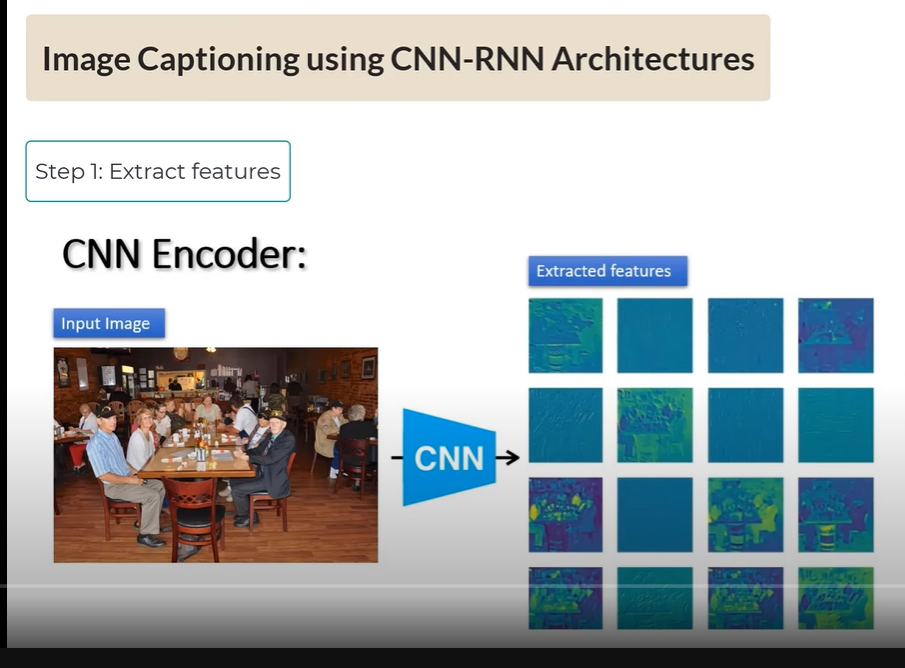 Image Captioning using CNN-RNN Architectures
Step 1: Extract features
CNN Encoder:
Extracted features
Input Image
CNN